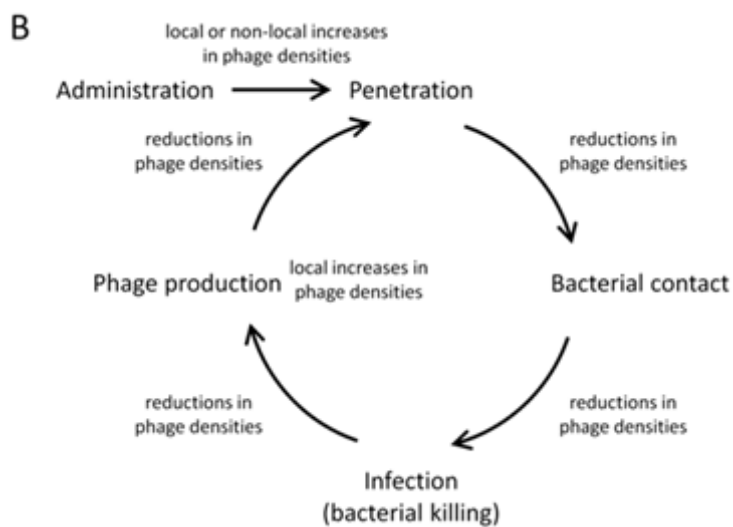 B
local or non-local increases
in phage densities
Administration
Penetration
reductions in
phage densities
reductions in
phage densities
Phage production
local increases in
phage densities
Bacterial contact
reductions in
phage densities
reductions in
phage densities
Infection
(bacterial killing)